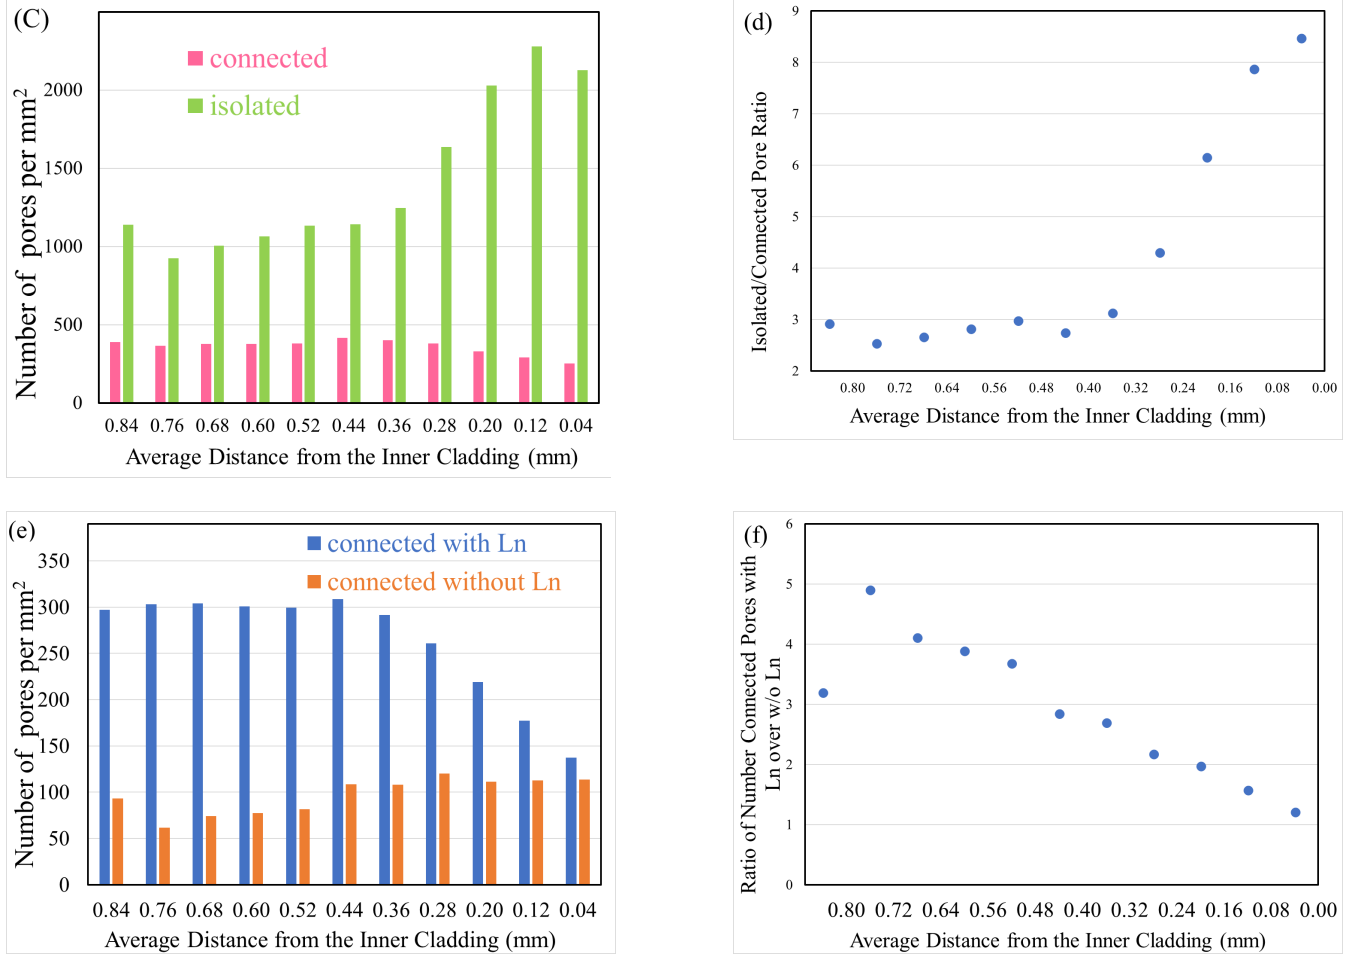 (C)
Number of pores per mm2
2000
1500
1000
500
0
connected
isolated
0.84 0.76 0.68 0.60 0.52 0.44 0.36 0.28 0.20 0.12 0.04
Average Distance from the Inner Cladding (mm)
(d)
Isolated/Connected Pore Ratio
9
8
7
6
5
4
3
2
0.80 0.72 0.64 0.56 0.48 0.40 0.32 0.24 0.16 0.08 0.00
Average Distance from the Inner Cladding (mm)
(e)
Number of pores per mm2
350
300
250
200
150
100
50
0
connected with Ln
connected without Ln
0.84 0.76 0.68 0.60 0.52 0.44 0.36 0.28 0.20 0.12 0.04
Average Distance from the Inner Cladding (mm)
(f)
Ratio of Number Connected Pores with
Ln over w/o Ln
6
5
4
3
2
1
0
0.80 0.72 0.64 0.56 0.48 0.40 0.32 0.24 0.16 0.08 0.00
Average Distance from the Inner Cladding (mm)